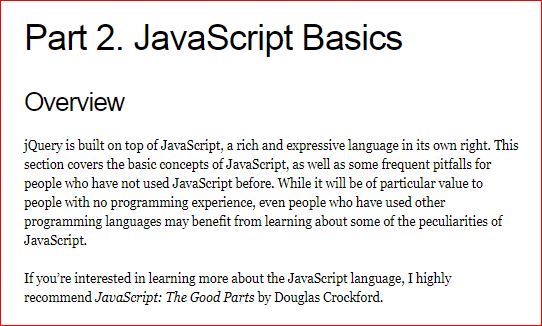 Part 2. JavaScript Basics
Overview
jQuery is built on top of JavaScript, a rich and expressive language in its own right. This
section covers the basic concepts of JavaScript, as well as some frequent pitfalls for
people who have not used JavaScript before. While it will be of particular value to
people with no programming experience, even people who have used other
programming languages may benefit from learning about some of the peculiarities of
JavaScript.
If you’re interested in learning more about the JavaScript language, I highly
recommend JavaScript: The Good Parts by Douglas Crockford.